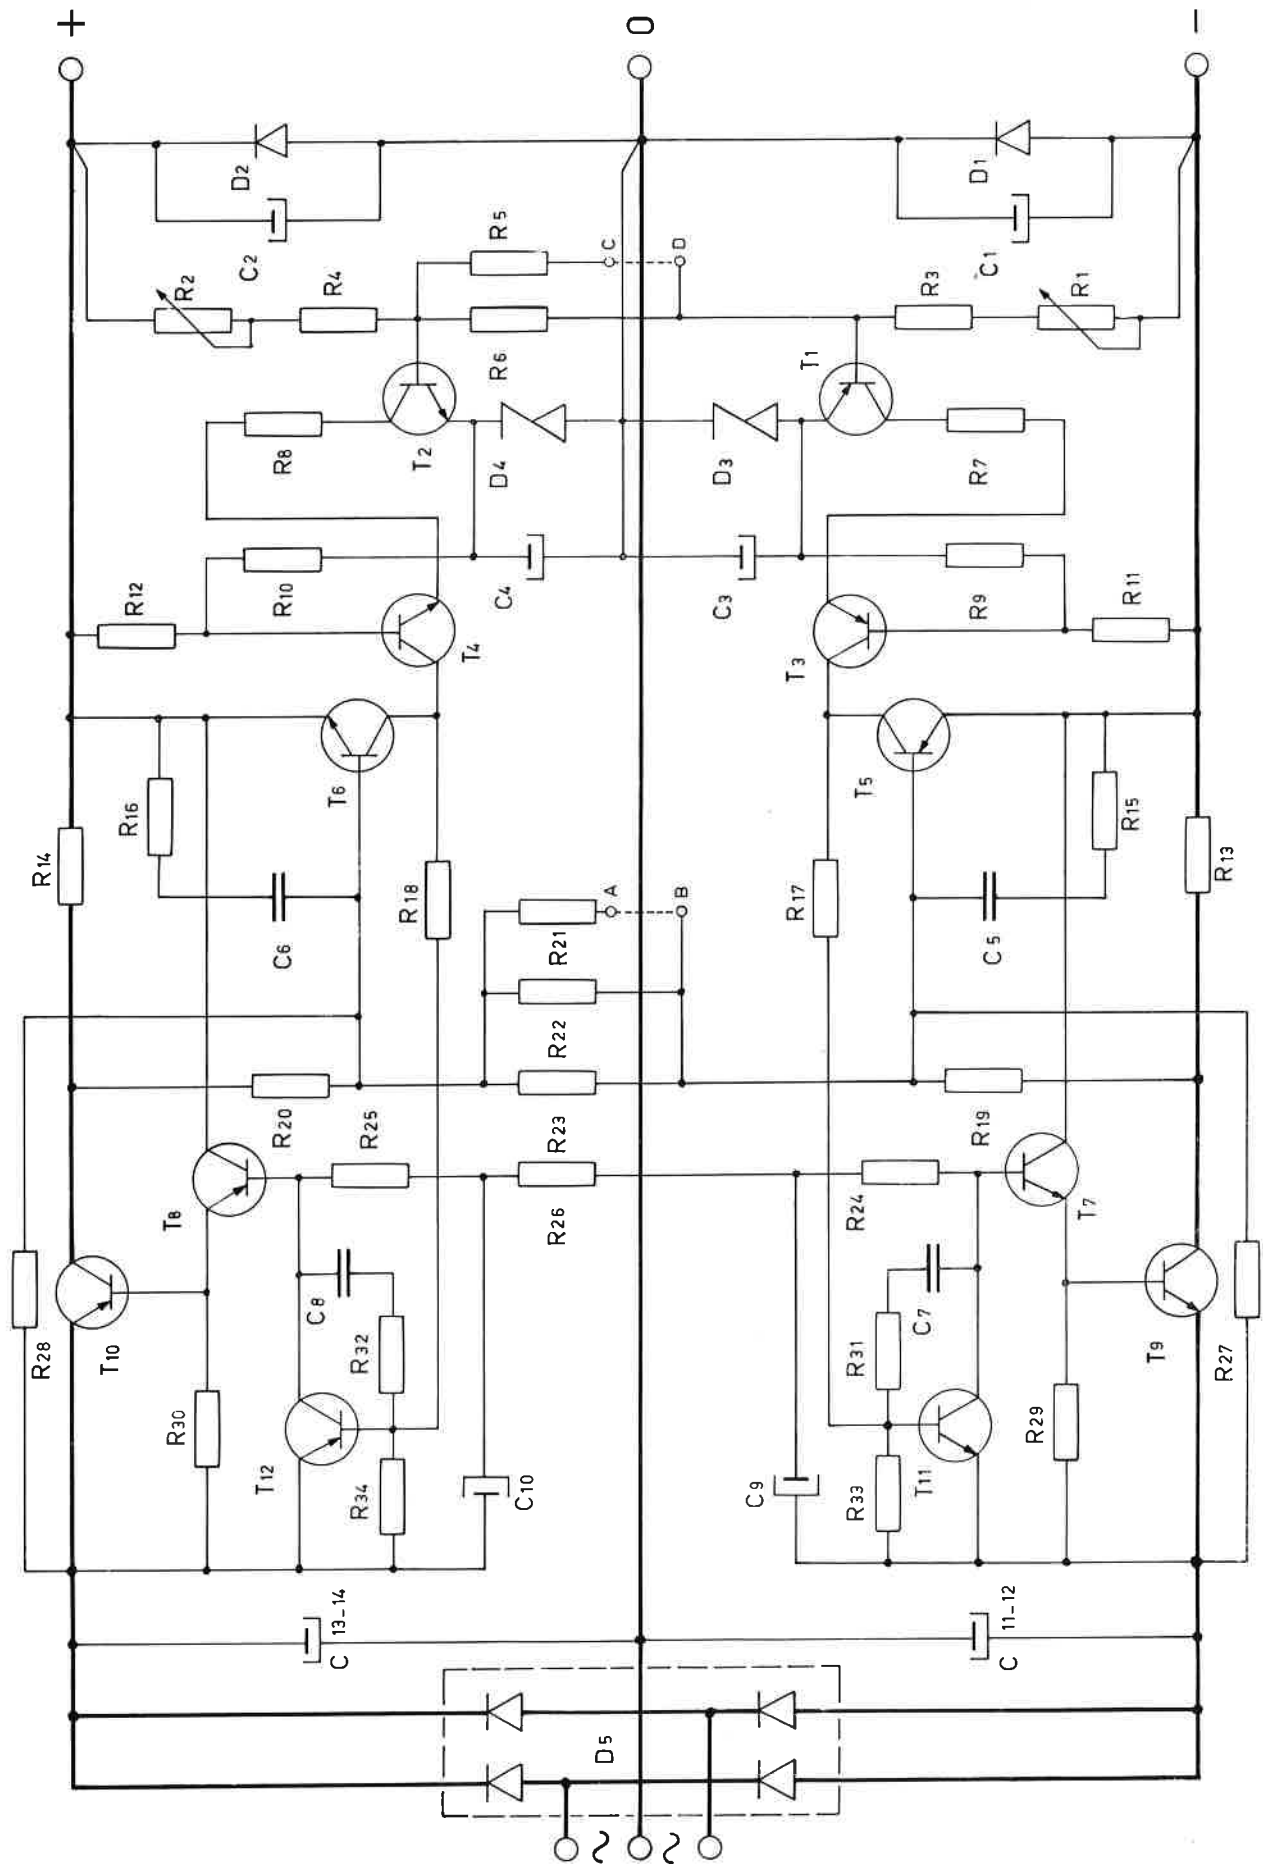 +
0
−
D2
D1
C2
C1
R5
C
D
R2
R4
R3
R1
R6
T1
R8
T2
D4
D3
R7
R12
R10
C4
C3
R9
R11
T4
T3
R16
T6
T5
R15
R14
R18
A
B
R17
R13
C6
R21
C5
R22
R20
R25
R23
R19
T8
R26
R24
T7
R28
T10
C8
R32
R31
C7
T9
R27
R30
T12
R34
C10
C9
R33
T11
R29
C 13-14
C 11-12
D5
~
~